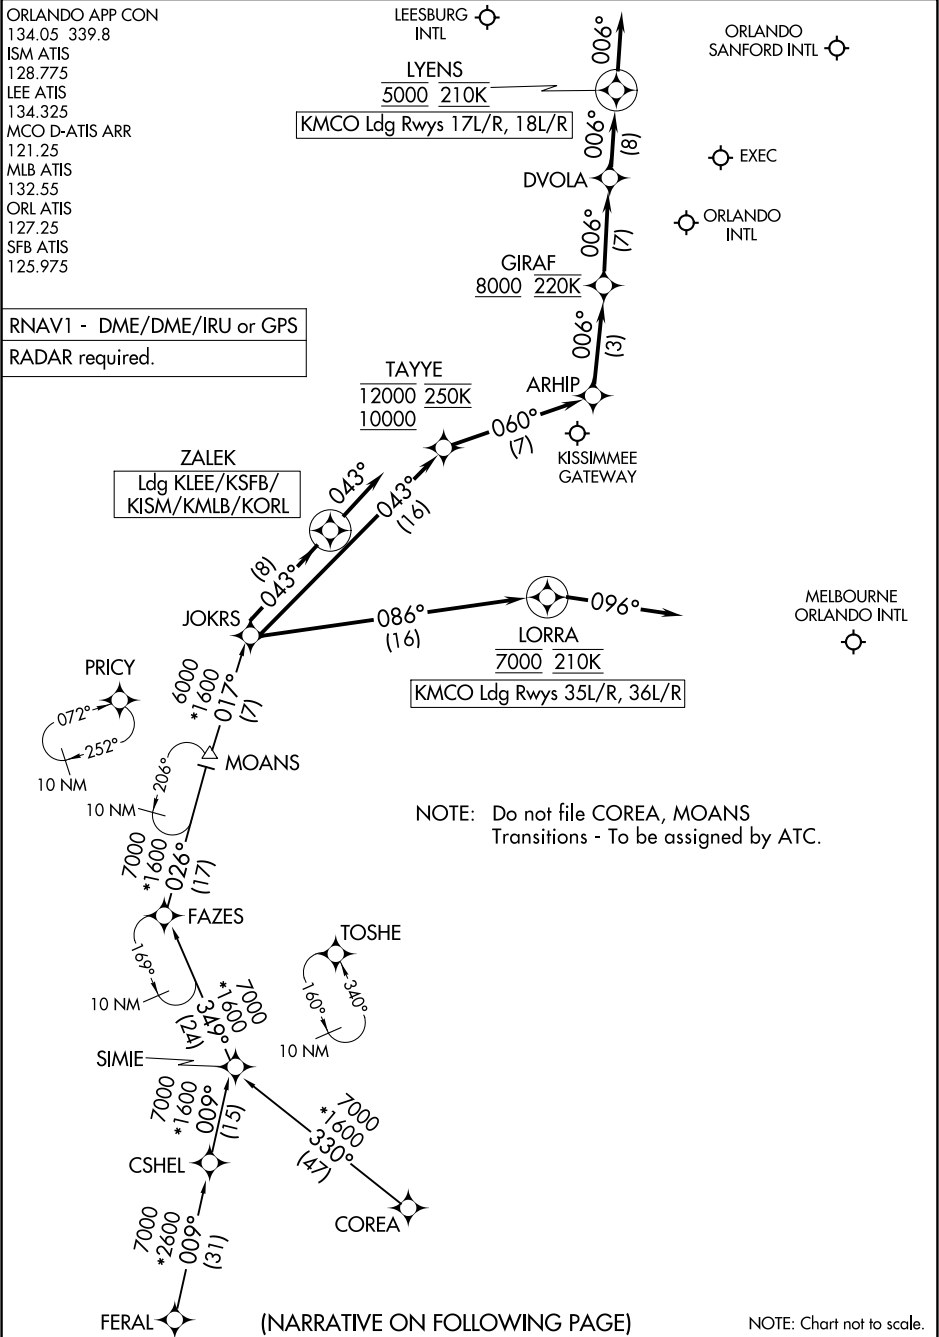 ORLANDO APP CON
134.05 339.8
ISM ATIS
128.775
LEE ATIS
134.325
MCO D-ATIS ARR
121.25
MLB ATIS
132.55
ORL ATIS
127.25
SFB ATIS
125.975
RNAV1 - DME/DME/IRU or GPS
RADAR required.
LEESBURG
INTL
ORLANDO
SANFORD INTL
006°
LYENS
5000 210K
KMCO Ldg Rwys 17L/R, 18L/R
006°
(8)
EXEC
DVOLA
ORLANDO
INTL
006°
(7)
GIRAF
8000 220K
006°
(3)
TAYYE
12000 250K
10000
ARHIP
060°
(7)
KISSIMMEE
GATEWAY
ZALEK
Ldg KLEE/KSFB/
KISM/KMLB/KORL
043°
043°
(16)
(8)
043°
JOKRS
086°
(16)
LORRA
7000 210K
KMCO Ldg Rwys 35L/R, 36L/R
096°
MELBOURNE
ORLANDO INTL
PRICY
072°
252°
10 NM
6000
*1600
017°
(7)
MOANS
206°
10 NM
NOTE: Do not file COREA, MOANS
Transitions - To be assigned by ATC.
7000
*1600
026°
(17)
FAZES
169°
10 NM
TOSHE
340°
160°
10 NM
7000
*1600
349°
(24)
SIMIE
7000
*1600
009°
(15)
7000
*1600
330°
(47)
CSHEL
COREA
7000
*2600
009°
(31)
FERAL
(NARRATIVE ON FOLLOWING PAGE)
NOTE: Chart not to scale.